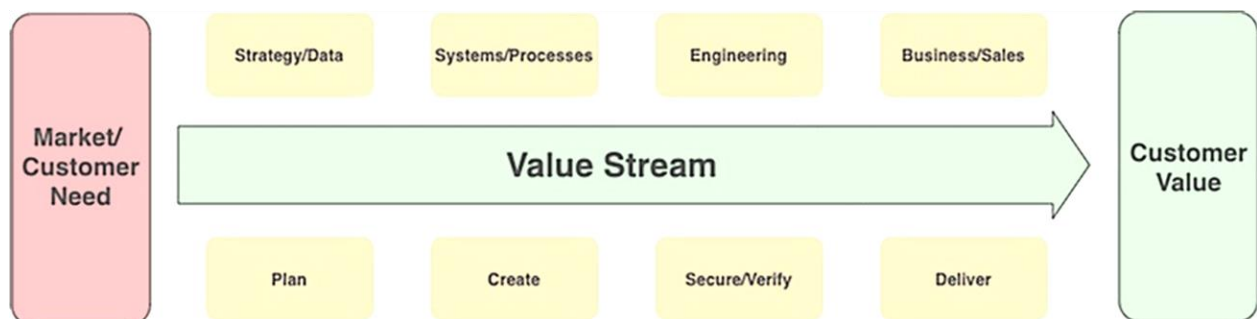 Strategy/Data
Systems/Processes
Engineering
Business/Sales
Market/
Customer
Need
Value Stream
Customer
Value
Plan
Create
Secure/Verify
Deliver